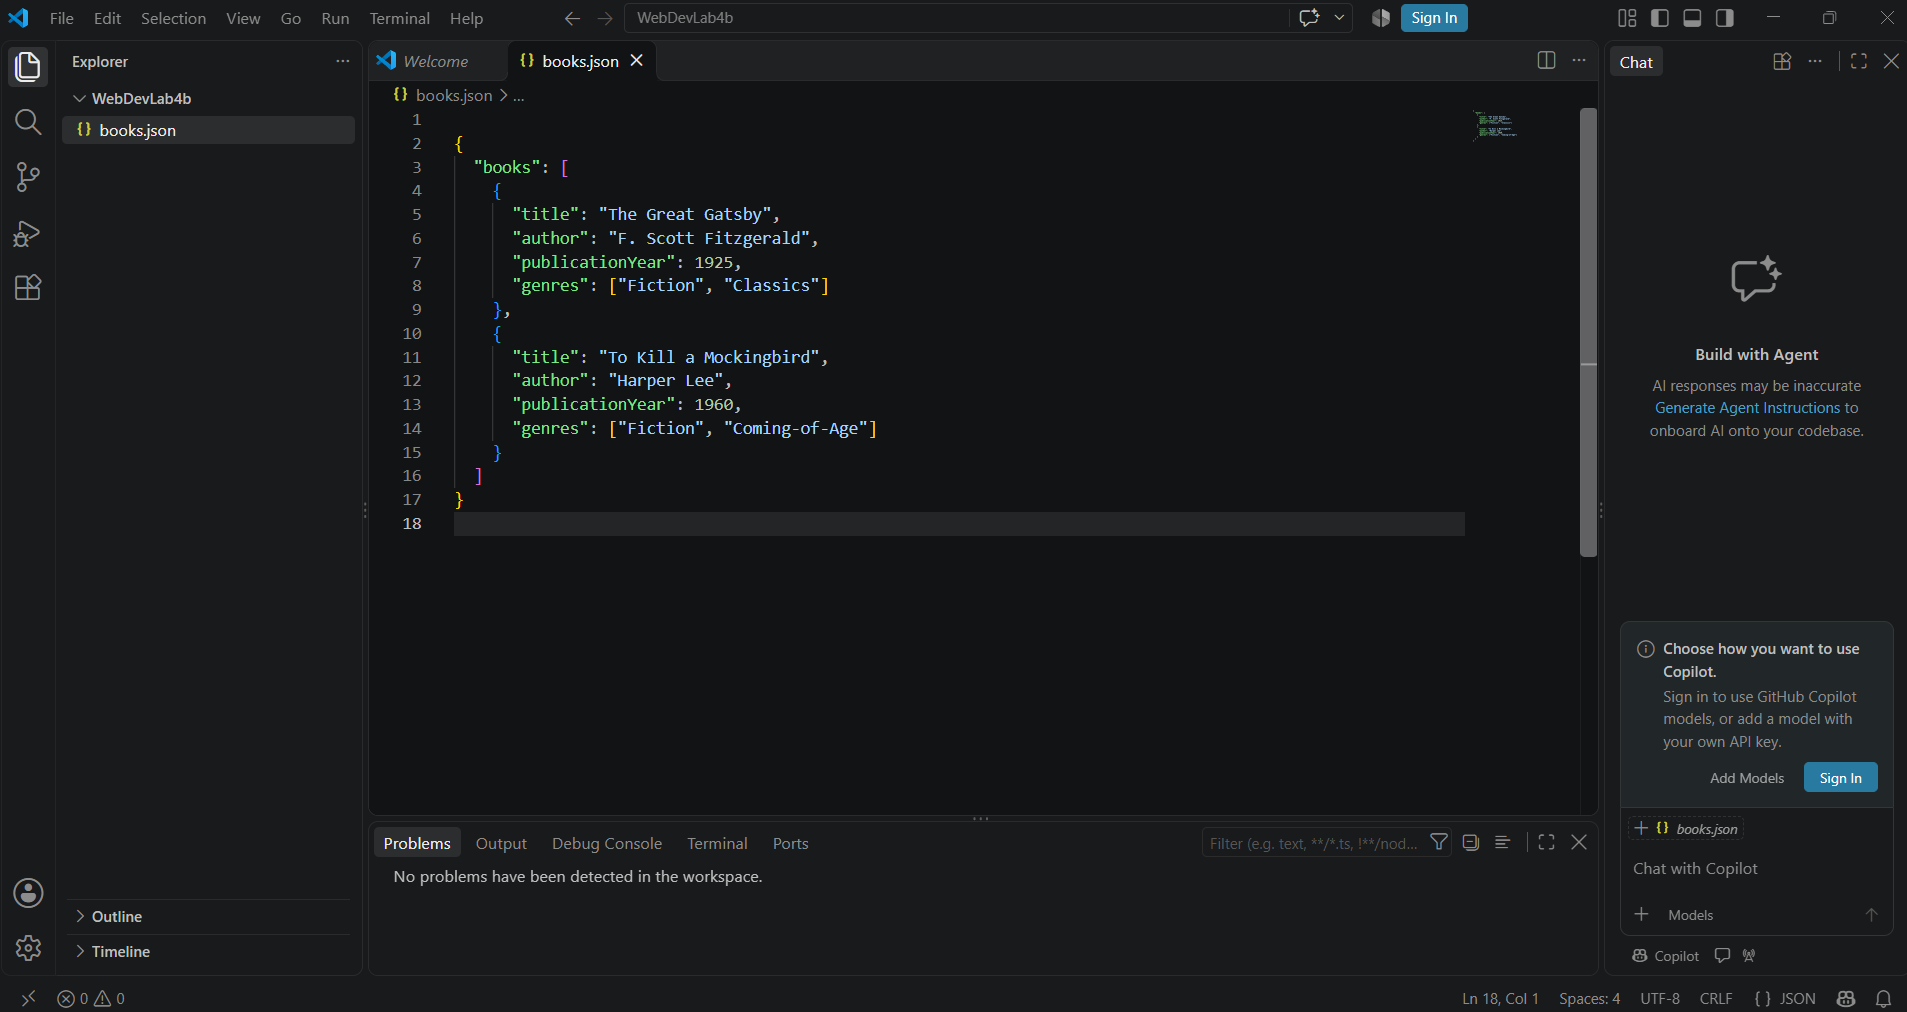 File Edit Selection View Go Run Terminal Help WebDevLab4b Sign In
Explorer
WebDevLab4b
{} books.json
Outline
Timeline
Welcome {} books.json
{} books.json > ...
1
2 {
3 "books": [
4 {
5 "title": "The Great Gatsby",
6 "author": "F. Scott Fitzgerald",
7 "publicationYear": 1925,
8 "genres": ["Fiction", "Classics"]
9 },
10 {
11 "title": "To Kill a Mockingbird",
12 "author": "Harper Lee",
13 "publicationYear": 1960,
14 "genres": ["Fiction", "Coming-of-Age"]
15 }
16 ]
17 }
18
Problems Output Debug Console Terminal Ports Filter (e.g. text, **/*.ts, !**/nod...
No problems have been detected in the workspace.
Chat
Build with Agent
AI responses may be inaccurate
Generate Agent Instructions to
onboard AI onto your codebase.
Choose how you want to use
Copilot.
Sign in to use GitHub Copilot
models, or add a model with
your own API key.
Add Models Sign In
{} books.json
Chat with Copilot
Models
Copilot
0 0 Ln 18, Col 1 Spaces: 4 UTF-8 CRLF {} JSON